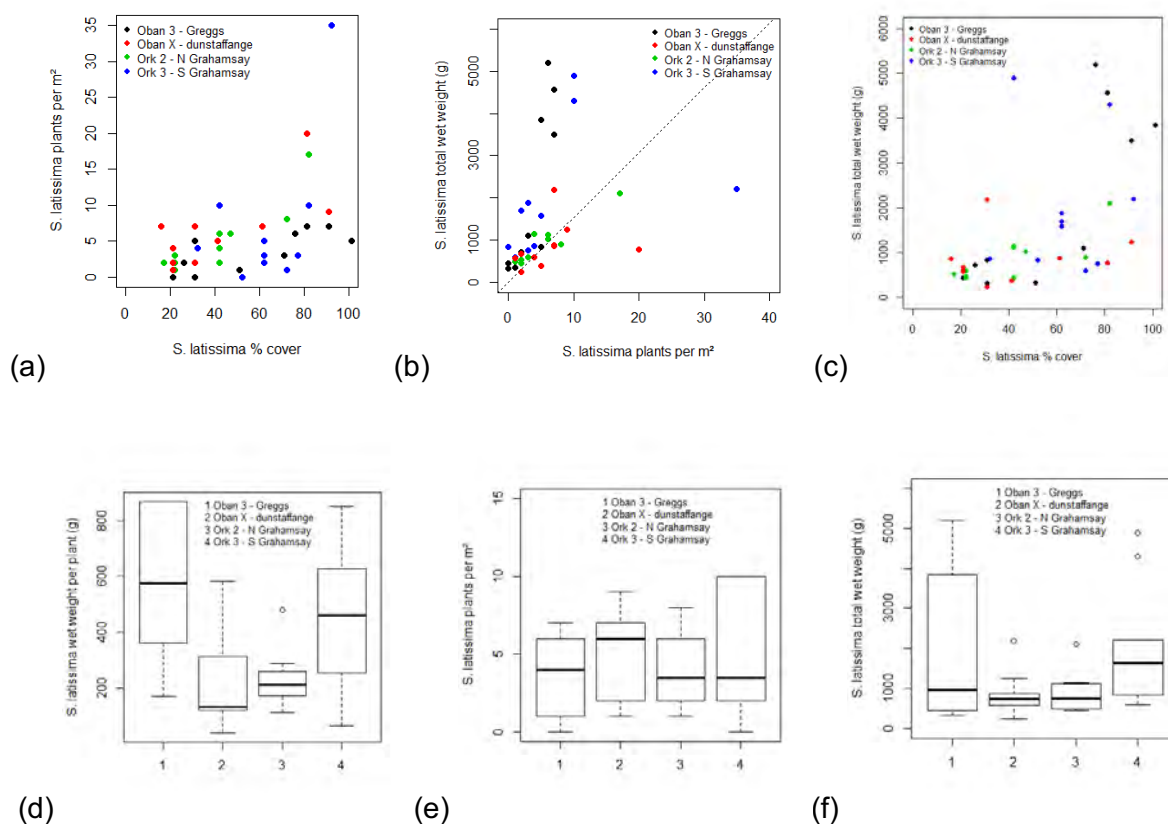 Oban 3 - Greggs
Oban X - dunstaffange
Ork 2 - N Grahamsay
Ork 3 - S Grahamsay
S. latissima plants per m²
0 5 10 15 20 25 30 35
0 20 40 60 80 100
S. latissima % cover
(a)
Oban 3 - Greggs
Oban X - dunstaffange
Ork 2 - N Grahamsay
Ork 3 - S Grahamsay
S. latissima total wet weight (g)
0 1000 3000 5000
0 10 20 30 40
S. latissima plants per m²
(b)
Oban 3 - Greggs
Oban X - dunstaffange
Ork 2 - N Grahamsay
Ork 3 - S Grahamsay
S. latissima total wet weight (g)
0 1000 2000 3000 4000 5000 6000
0 20 40 60 80 100
S. latissima % cover
(c)
1 Oban 3 - Greggs
2 Oban X - dunstaffange
3 Ork 2 - N Grahamsay
4 Ork 3 - S Grahamsay
S. latissima wet weight per plant (g)
200 400 600 800
1 2 3 4
(d)
1 Oban 3 - Greggs
2 Oban X - dunstaffange
3 Ork 2 - N Grahamsay
4 Ork 3 - S Grahamsay
S. latissima plants per m²
0 5 10 15
1 2 3 4
(e)
1 Oban 3 - Greggs
2 Oban X - dunstaffange
3 Ork 2 - N Grahamsay
4 Ork 3 - S Grahamsay
S. latissima total wet weight (g)
0 1000 3000 5000
1 2 3 4
(f)